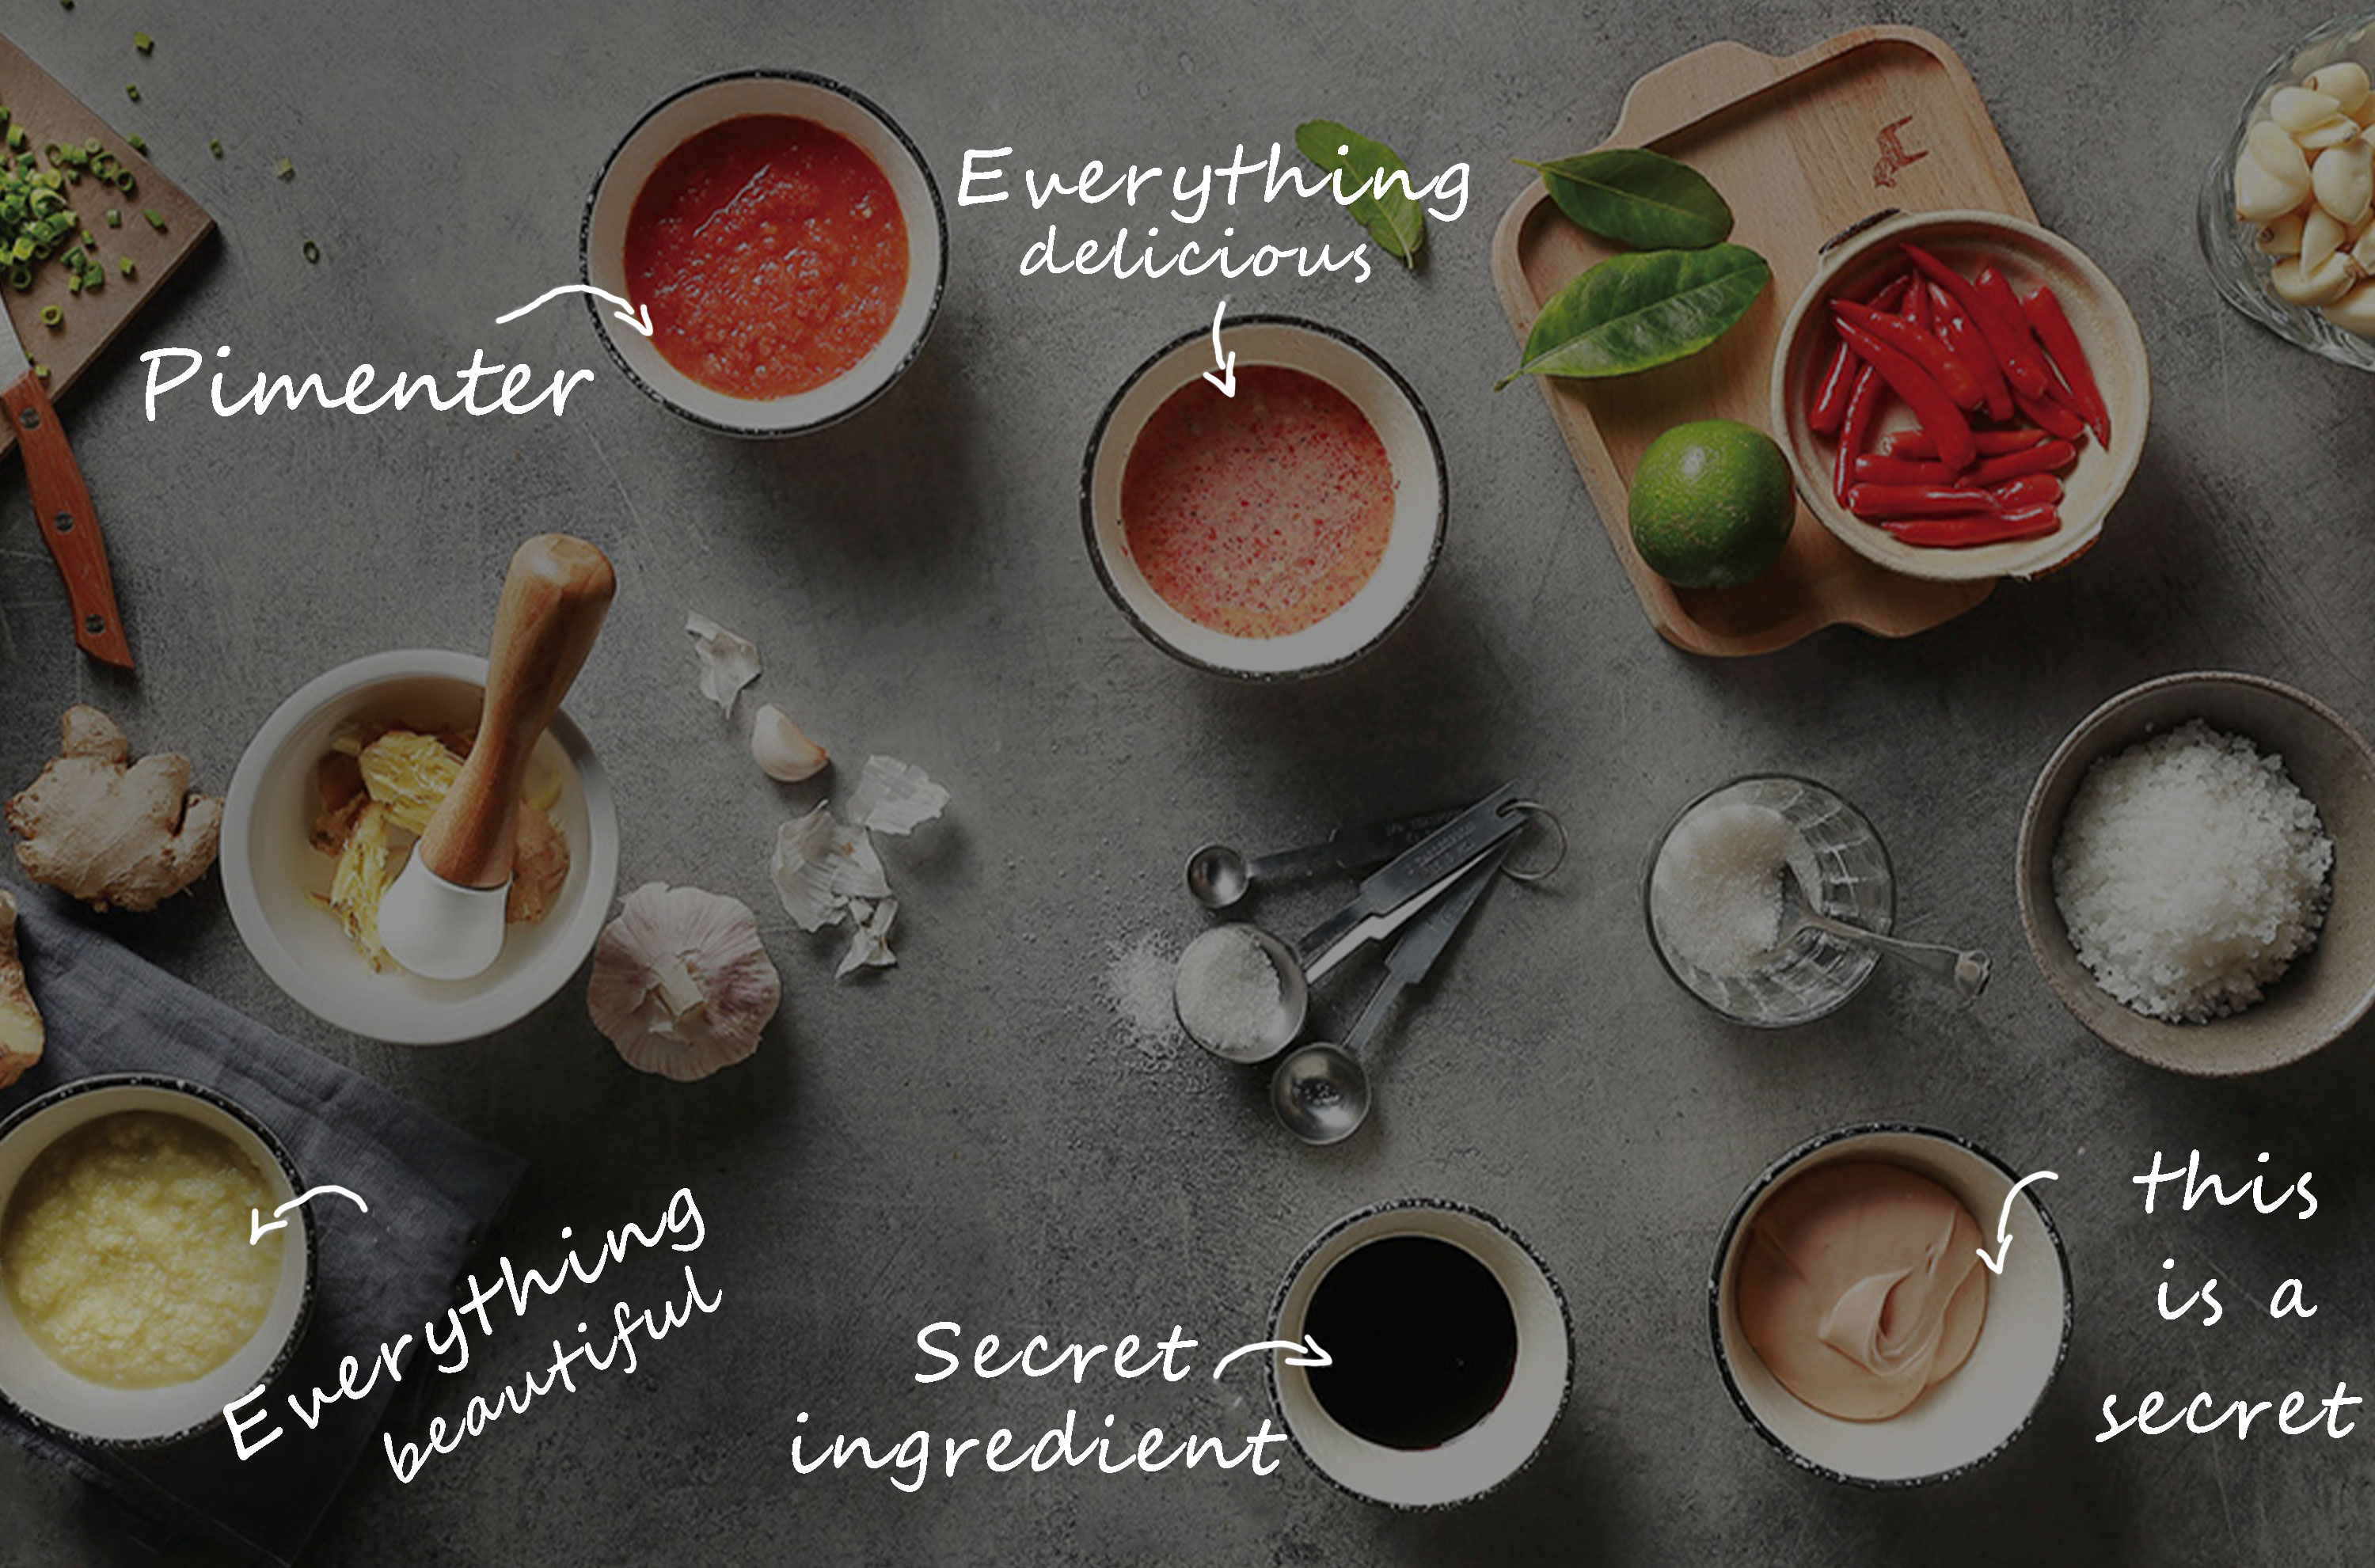 Everything
delicious
Pimenter
Everything
beautiful
Secret
ingredient
this
is a
secret